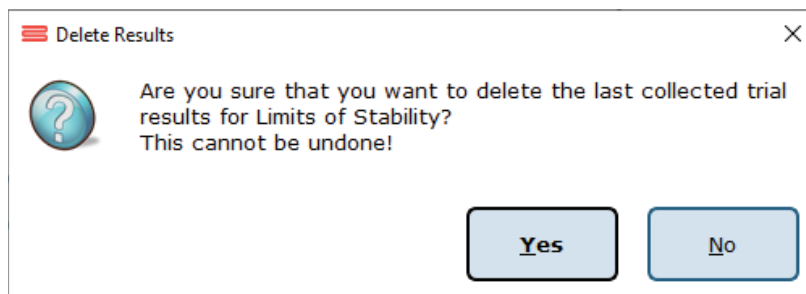 Delete Results
Are you sure that you want to delete the last collected trial
results for Limits of Stability?
This cannot be undone!
Yes
No